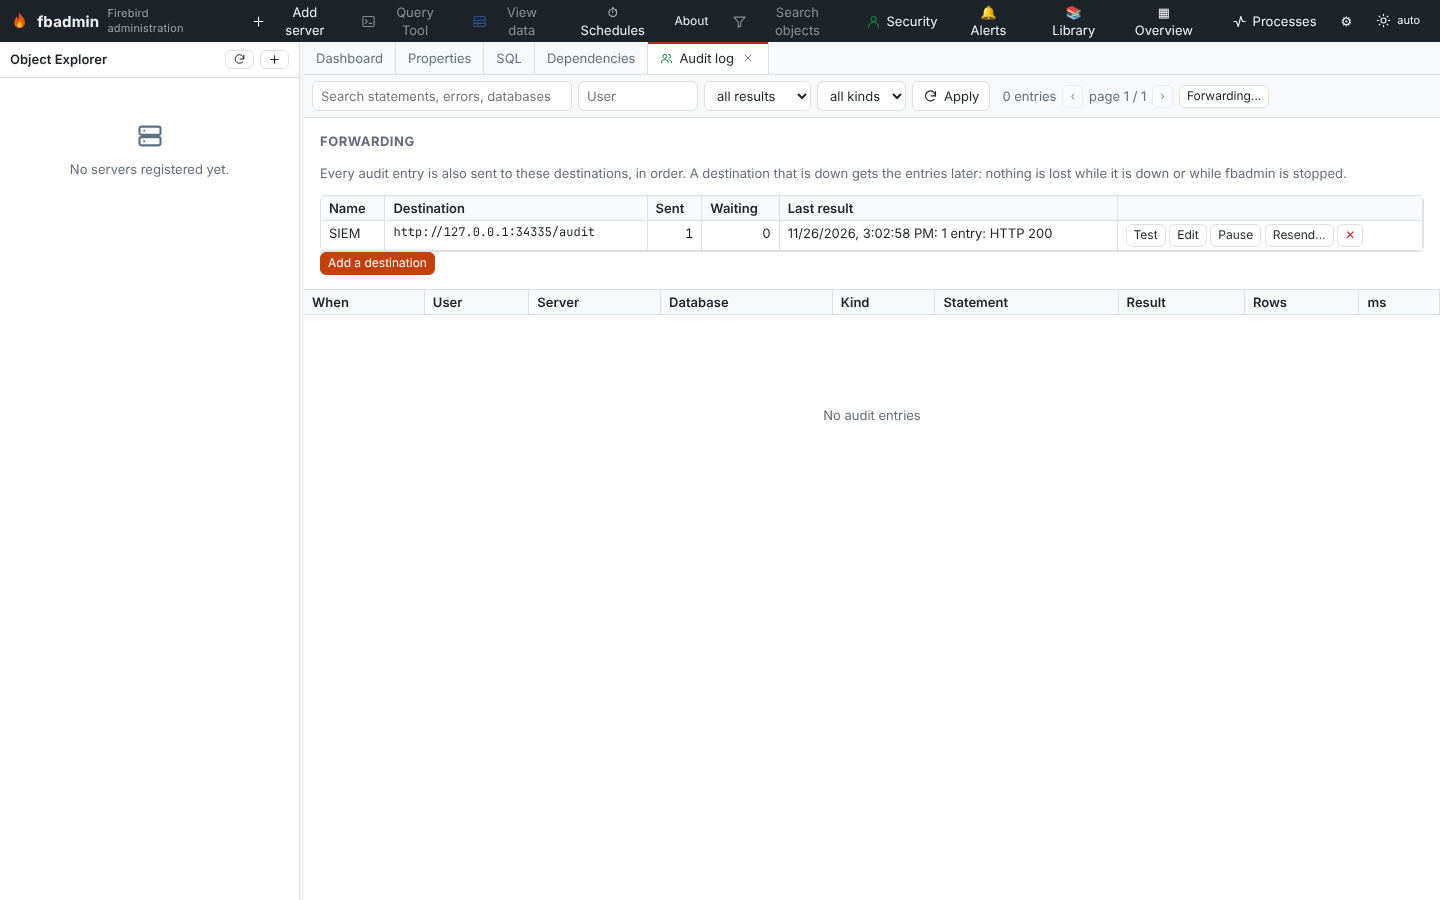 fbadmin
Firebird administration
Add server
Query Tool
View data
Schedules
About
Search objects
Security
Alerts
Library
Overview
Processes
auto
Object Explorer
Dashboard
Properties
SQL
Dependencies
Audit log
Search statements, errors, databases
User
all results
all kinds
Apply
0 entries
page 1 / 1
Forwarding...
No servers registered yet.
FORWARDING
Every audit entry is also sent to these destinations, in order. A destination that is down gets the entries later: nothing is lost while it is down or while fbadmin is stopped.
Name Destination Sent Waiting Last result
SIEM http://127.0.0.1:34335/audit 1 0 11/26/2026, 3:02:58 PM: 1 entry: HTTP 200 Test Edit Pause Resend...
Add a destination
When User Server Database Kind Statement Result Rows ms
No audit entries